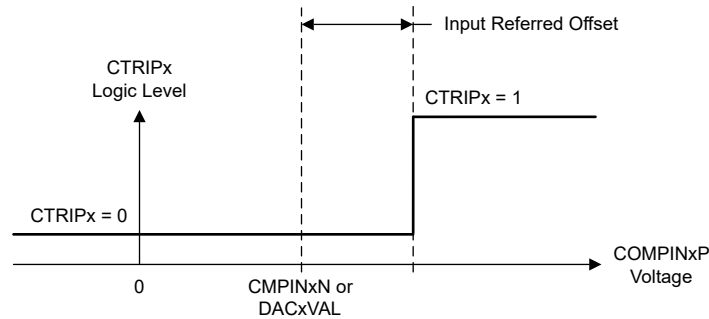 Input Referred Offset
CTRIPx
Logic Level
CTRIPx = 1
CTRIPx = 0
COMPINxP
Voltage
0
CMPINxN or
DACxVAL